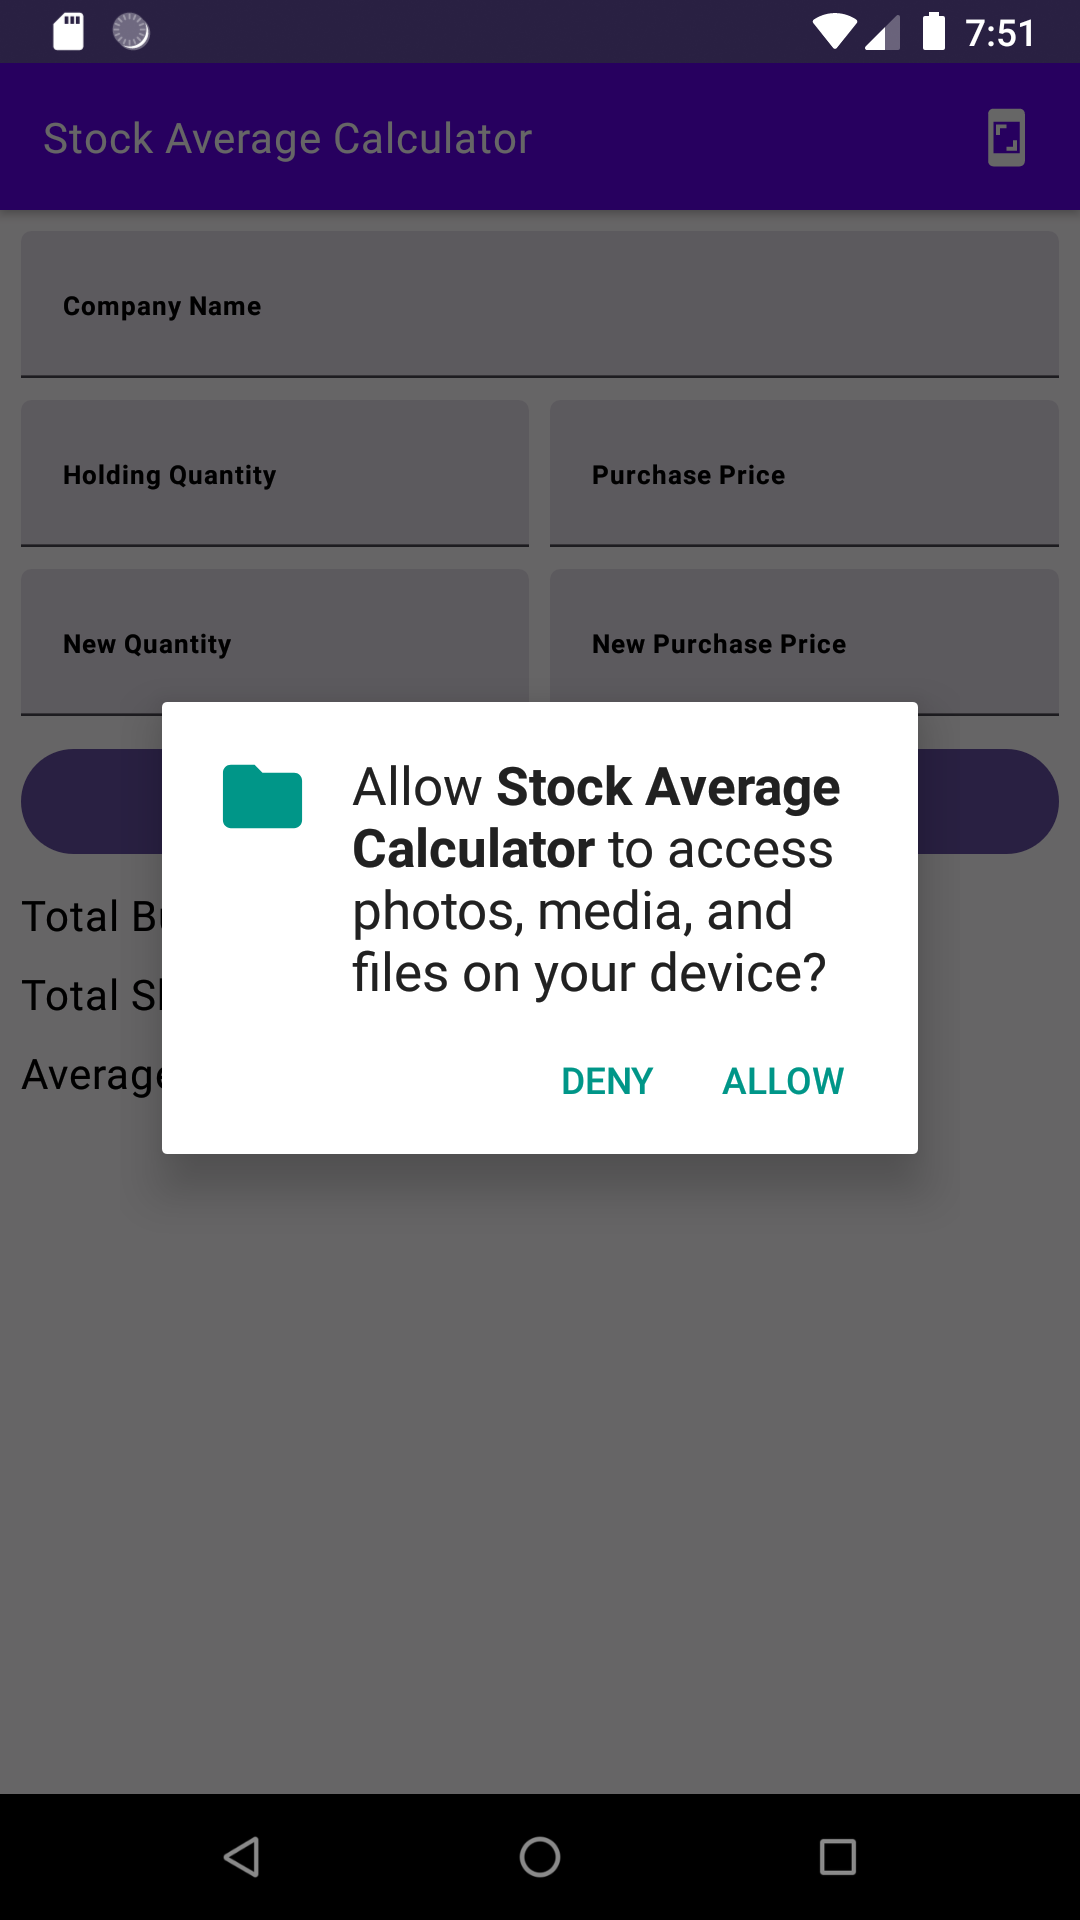 7:51
Stock Average Calculator
Company Name
Holding Quantity
Purchase Price
New Quantity
New Purchase Price
Allow Stock Average
Calculator to access
photos, media, and
files on your device?
DENY
ALLOW
Total
Total
Average